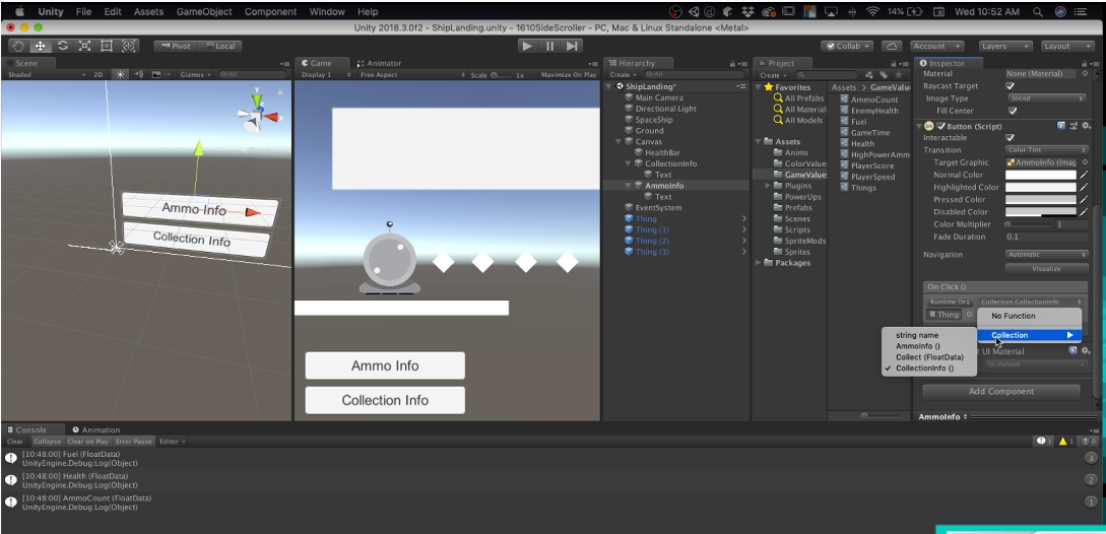 Unity File Edit Assets GameObject Component Window Help 14% Wed 10:52 AM
Unity 2018.3.0f2 - ShipLanding.unity - 1610SideScroller - PC, Mac & Linux Standalone <Metal>
Pivot Local Collab Account Layers Layout
Scene
Shaded 2D Gizmos All
Ammo Info
Collection Info
Game Animator
Display 1 Free Aspect Scale 1x Maximize On Play
Ammo Info
Collection Info
Hierarchy
Create All
ShipLanding*
Main Camera
Directional Light
SpaceShip
Ground
Canvas
HealthBar
CollectionInfo
Text
AmmoInfo
Text
EventSystem
Thing
Thing (1)
Thing (2)
Thing (3)
Project
Create
Favorites
All Prefabs
All Material
All Models
Assets
Anims
ColorValue
GameValue
Plugins
PowerUps
Prefabs
Scenes
Scripts
SpriteMods
Sprites
Packages
Assets > GameValu
AmmoCount
EnemyHealth
Fuel
GameTime
Health
HighPowerAmm
PlayerScore
PlayerSpeed
Things
Inspector
Material None (Material)
Raycast Target
Image Type Sliced
Fill Center
Button (Script)
Interactable
Transition Color Tint
Target Graphic AmmoInfo (Imag
Normal Color
Highlighted Color
Pressed Color
Disabled Color
Color Multiplier 1
Fade Duration 0.1
Navigation Automatic
Visualize
On Click ()
Runtime On Collection.CollectionInfo
Thing
No Function
Collection
string name
AmmoInfo ()
Collect (FloatData)
CollectionInfo ()
UI Material
UI/Default
Add Component
AmmoInfo
Console Animation
Clear Collapse Clear on Play Error Pause Editor
[10:48:00] Fuel (FloatData) 3
UnityEngine.Debug:Log(Object)
[10:48:00] Health (FloatData) 2
UnityEngine.Debug:Log(Object)
[10:48:00] AmmoCount (FloatData) 1
UnityEngine.Debug:Log(Object)